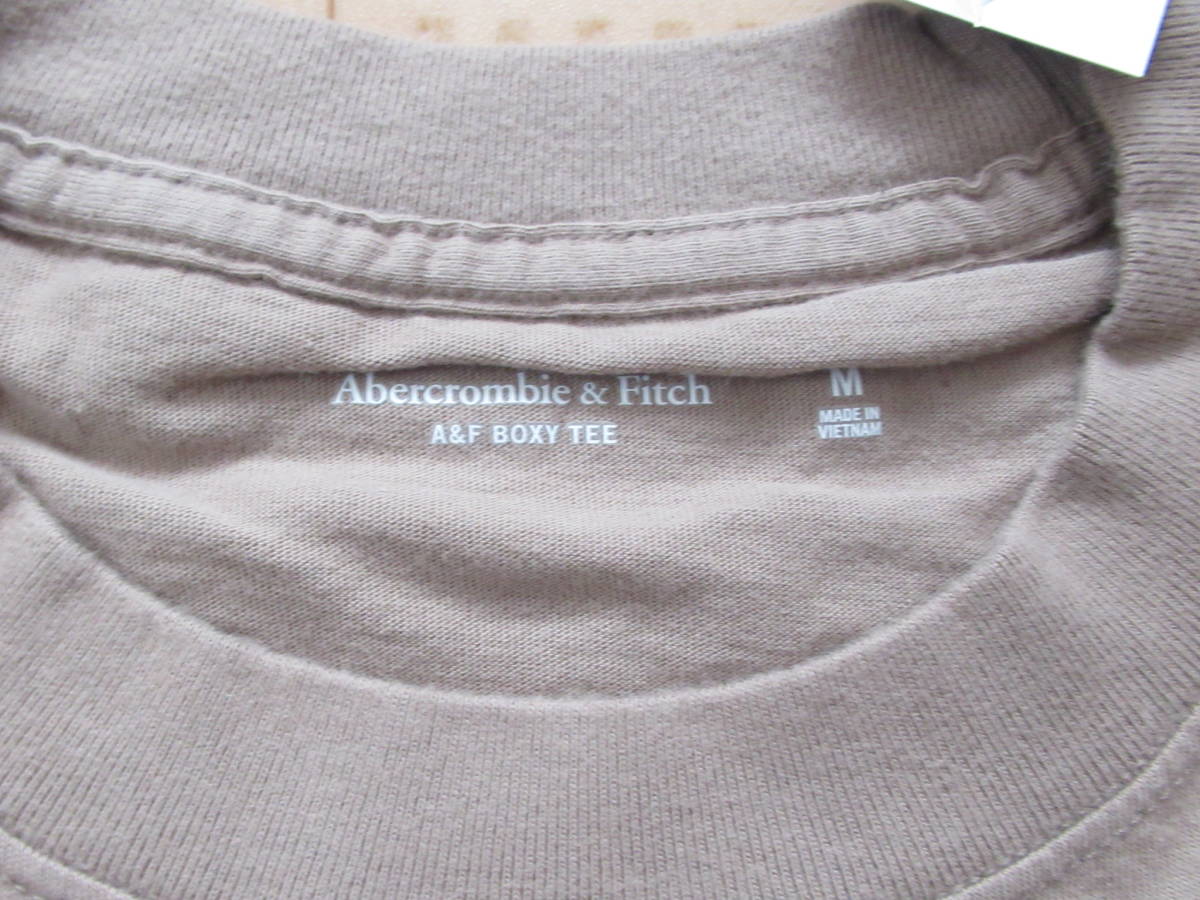 Abercrombie & Fitch
A&F BOXY TEE
M
MADE IN
VIETNAM